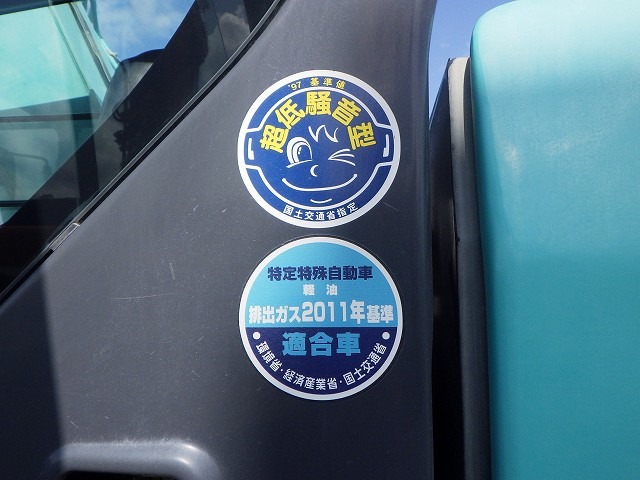 '97 基準値
超低騒音型
国土交通省指定
特定特殊自動車
軽油
排出ガス2011年基準
適合車
・環境省・経済産業省・国土交通省・